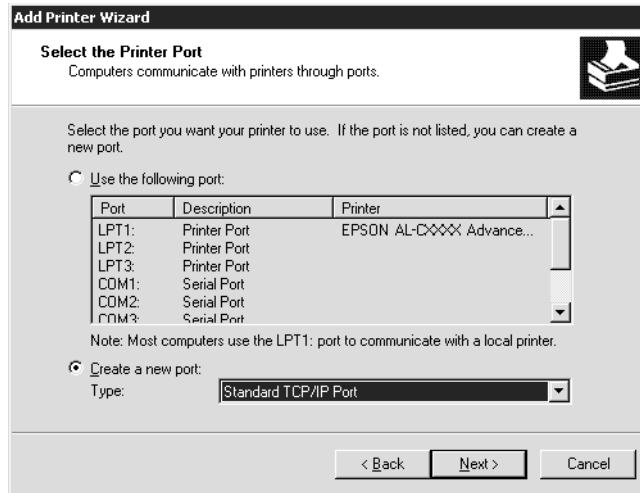 Add Printer Wizard
Select the Printer Port
Computers communicate with printers through ports.
Select the port you want your printer to use. If the port is not listed, you can create a
new port.
Use the following port:
Port Description Printer
LPT1: Printer Port EPSON AL-CXXXX Advance...
LPT2: Printer Port
LPT3: Printer Port
COM1: Serial Port
COM2: Serial Port
COM3: Serial Port
Note: Most computers use the LPT1: port to communicate with a local printer.
Create a new port:
Type: Standard TCP/IP Port
< Back Next > Cancel